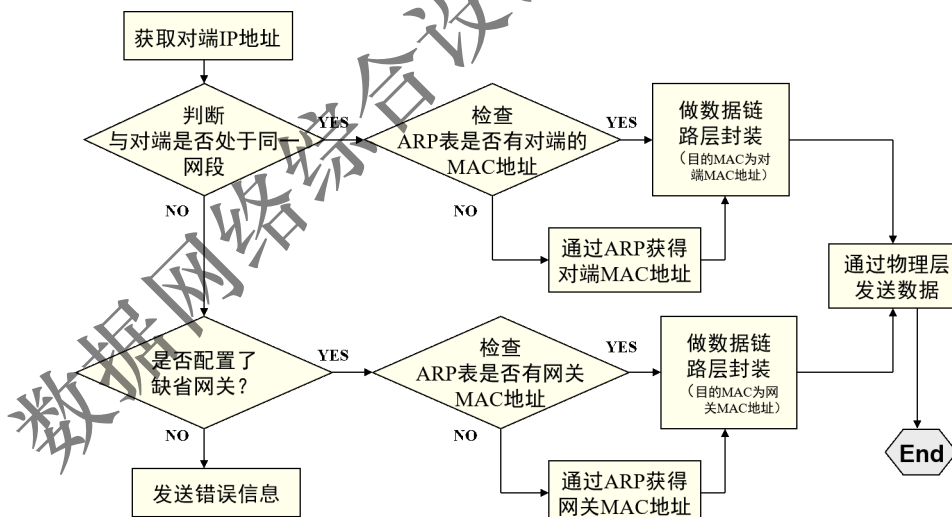 获取对端IP地址
判断
与对端是否处于同一
网段
YES
检查
ARP表是否有对端的
MAC地址
YES
做数据链
路层封装
（目的MAC为对
端MAC地址）
NO
NO
通过ARP获得
对端MAC地址
通过物理层
发送数据
是否配置了
缺省网关？
YES
检查
ARP表是否有网关
MAC地址
YES
做数据链
路层封装
（目的MAC为网
关MAC地址）
NO
NO
发送错误信息
通过ARP获得
网关MAC地址
End
数据网络综合设